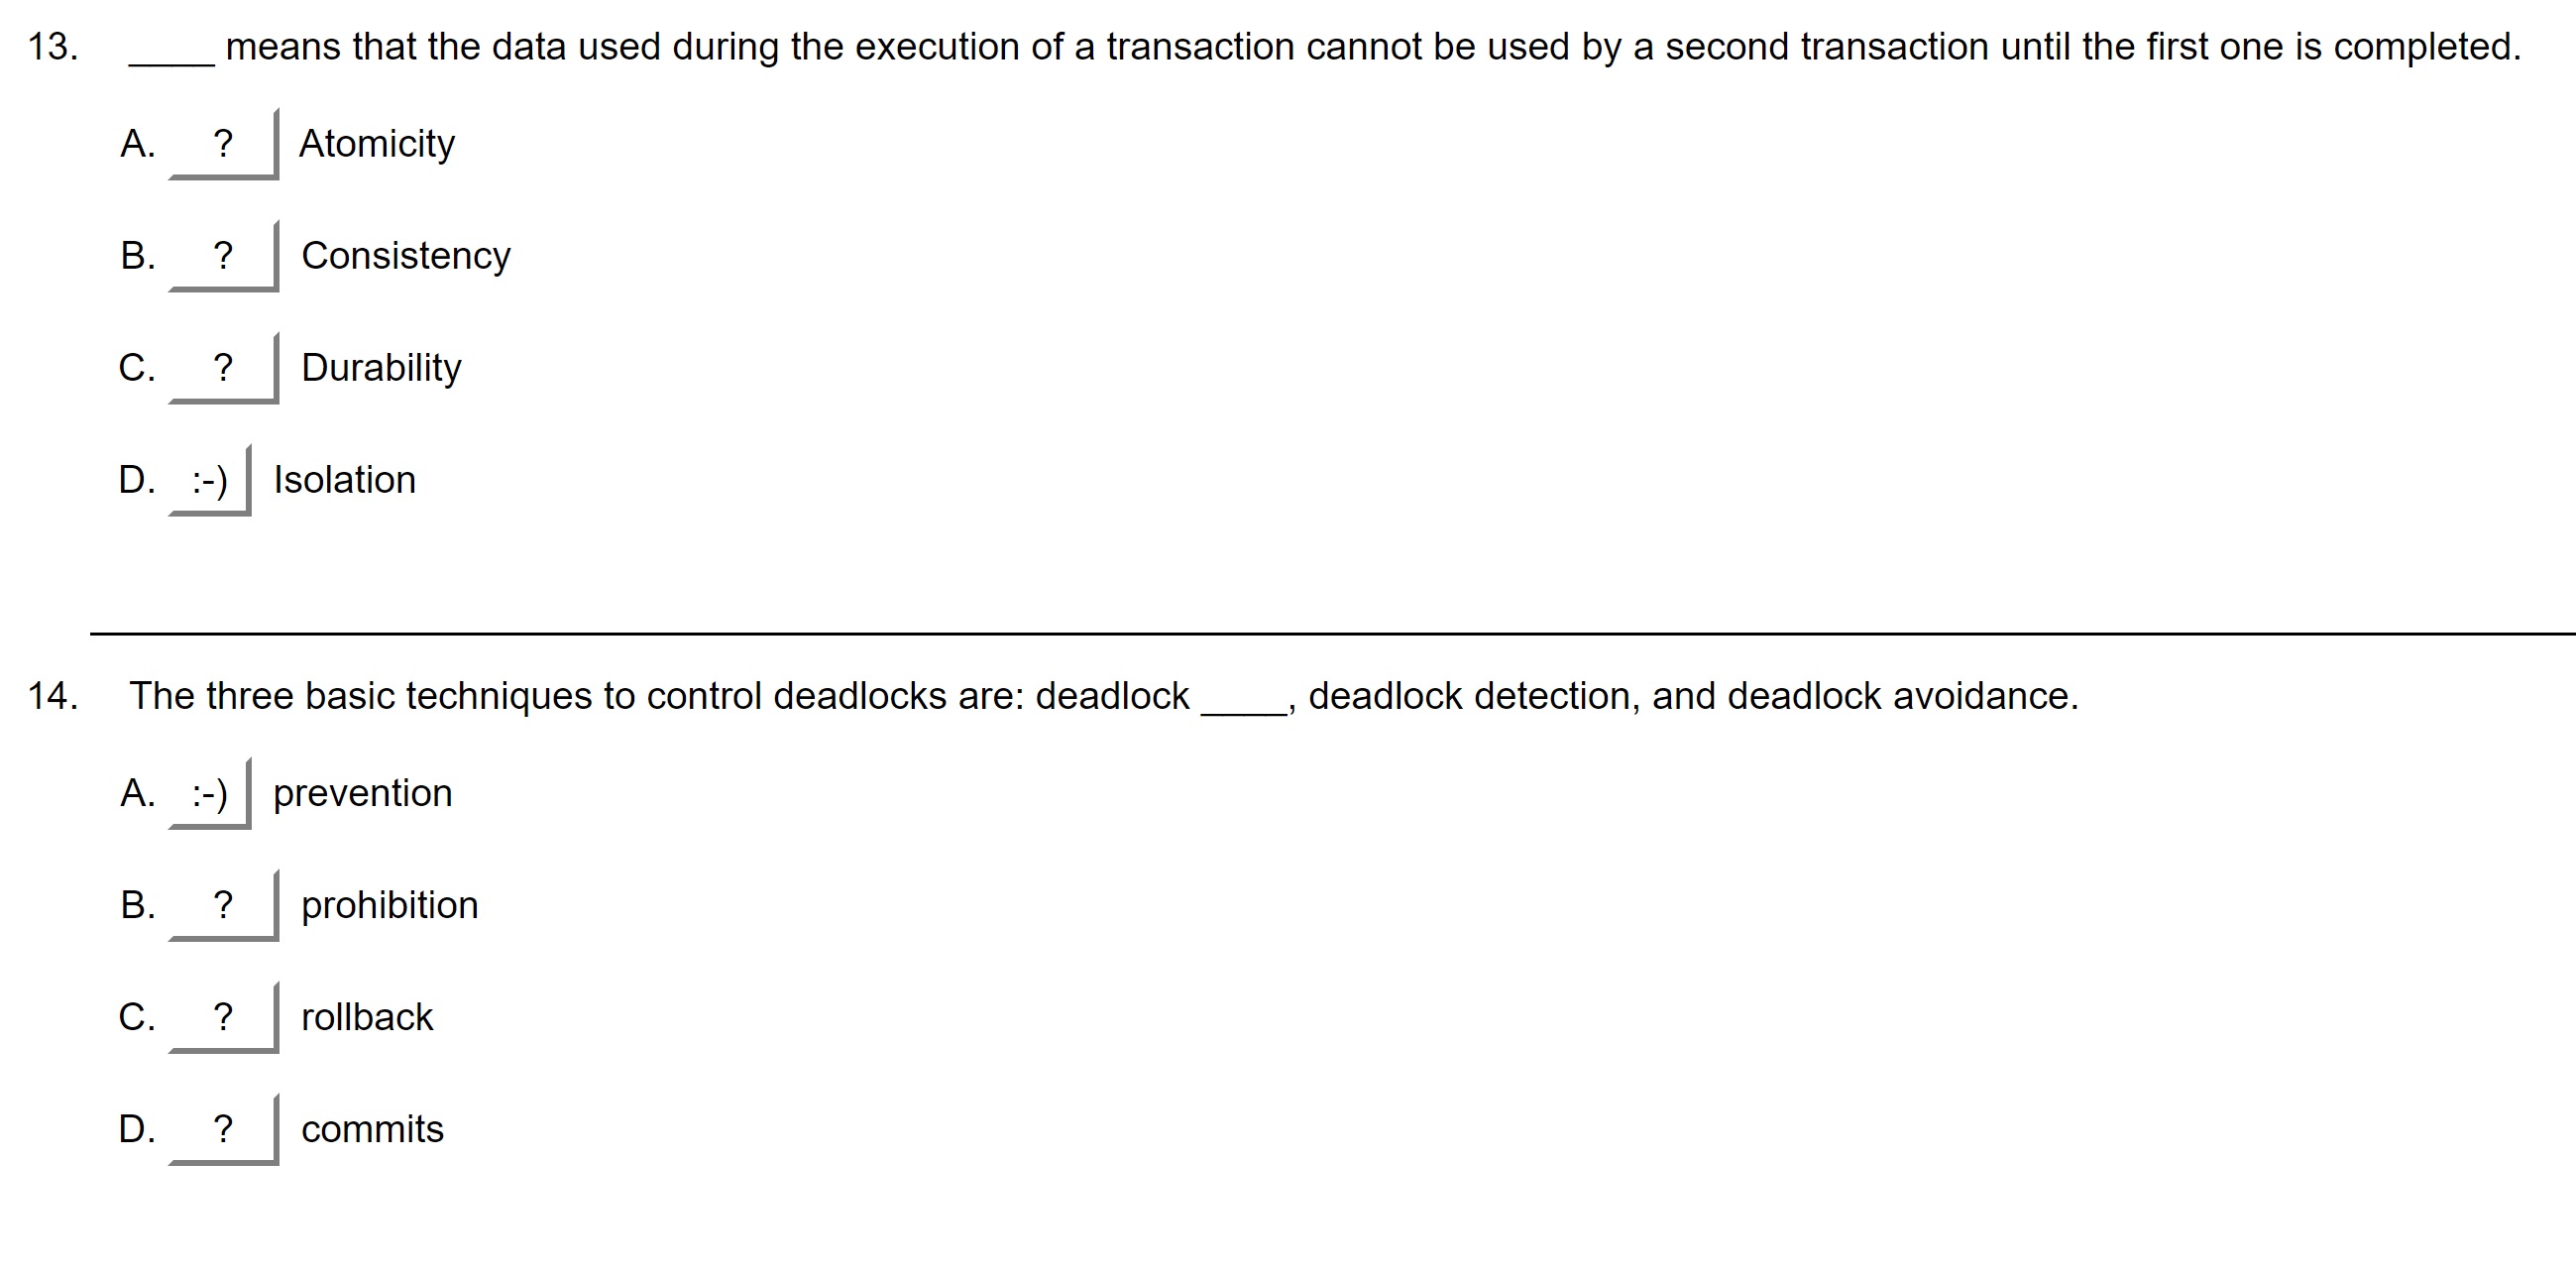 13. ____ means that the data used during the execution of a transaction cannot be used by a second transaction until the first one is completed.
A. ? Atomicity
B. ? Consistency
C. ? Durability
D. :-) Isolation
14. The three basic techniques to control deadlocks are: deadlock ____, deadlock detection, and deadlock avoidance.
A. :-) prevention
B. ? prohibition
C. ? rollback
D. ? commits